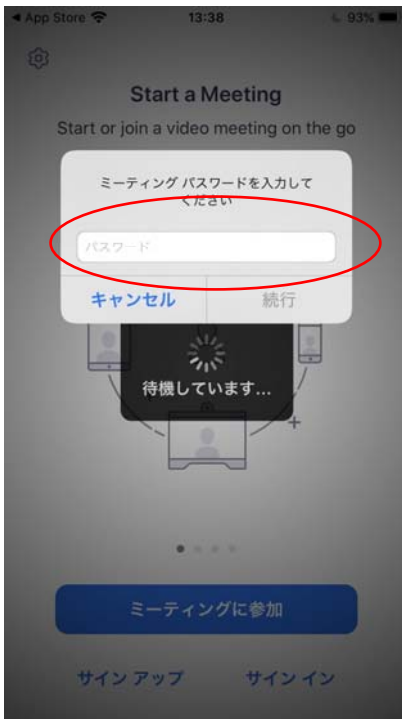 App Store 13:38 93%
Start a Meeting
Start or join a video meeting on the go
ミーティング パスワードを入力して
ください
パスワード
キャンセル 続行
待機しています...
ミーティングに参加
サイン アップ サイン イン